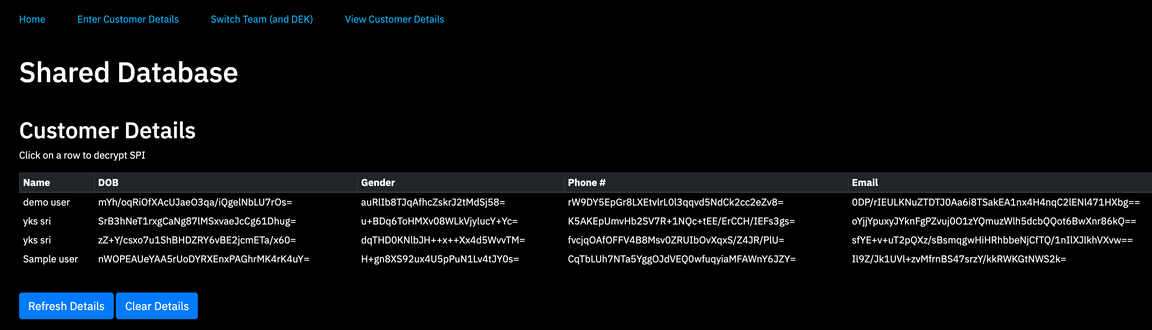 Home Enter Customer Details Switch Team (and DEK) View Customer Details
Shared Database
Customer Details
Click on a row to decrypt SPI
Name DOB Gender Phone # Email
demo user mYh/oqRiOfXAcUJaeO3qa/iQgelNbLU7rOs= auRlIb8TJqAfhcZskrJ2tMdSj58= rW9DY5EpGr8LXEtvlrL0l3qqvd5NdCk2cc2eZv8= 0DP/rIEULKNuZTDTJ0Aa6i8TSakEA1nx4H4nqC2lENl471HXbg==
yks sri SrB3hNeT1rxgCaNg87lMSxvaeJcCg61Dhug= u+BDq6ToHMXv08WLkVjylucY+Yc= K5AKEpUmvHb2SV7R+1NQc+tEE/ErCCH/IEFs3gs= oYjjYpuxyJYknFgPZvuj0O1zYQmuzWlh5dcbQQot6BwXnr86kQ==
yks sri zZ+Y/csxo7u1ShBHDZRY6vBE2jcmETa/x60= dqTHD0KNlbJH++x++Xx4d5WvvTM= fvcjqOAfOFFV4B8Msv0ZRUIbOvXqxS/Z4JR/PlU= sfYE+v+uT2pQXz/sBsmqgwHiHRhbbeNjCfTQ/1nIlXJlkhVXvw==
Sample user nWOPEAUeYAA5rUoDYRXEnxPAGhrMK4rK4uY= H+gn8XS92ux4U5pPuN1Lv4tJY0s= CqTbLUh7NTa5YggOJdVEQ0wfuqyiaMFAWnY6JZY= Il9Z/Jk1UVl+zvMfrnBS47srzY/kkRWKGtNWS2k=
Refresh Details Clear Details